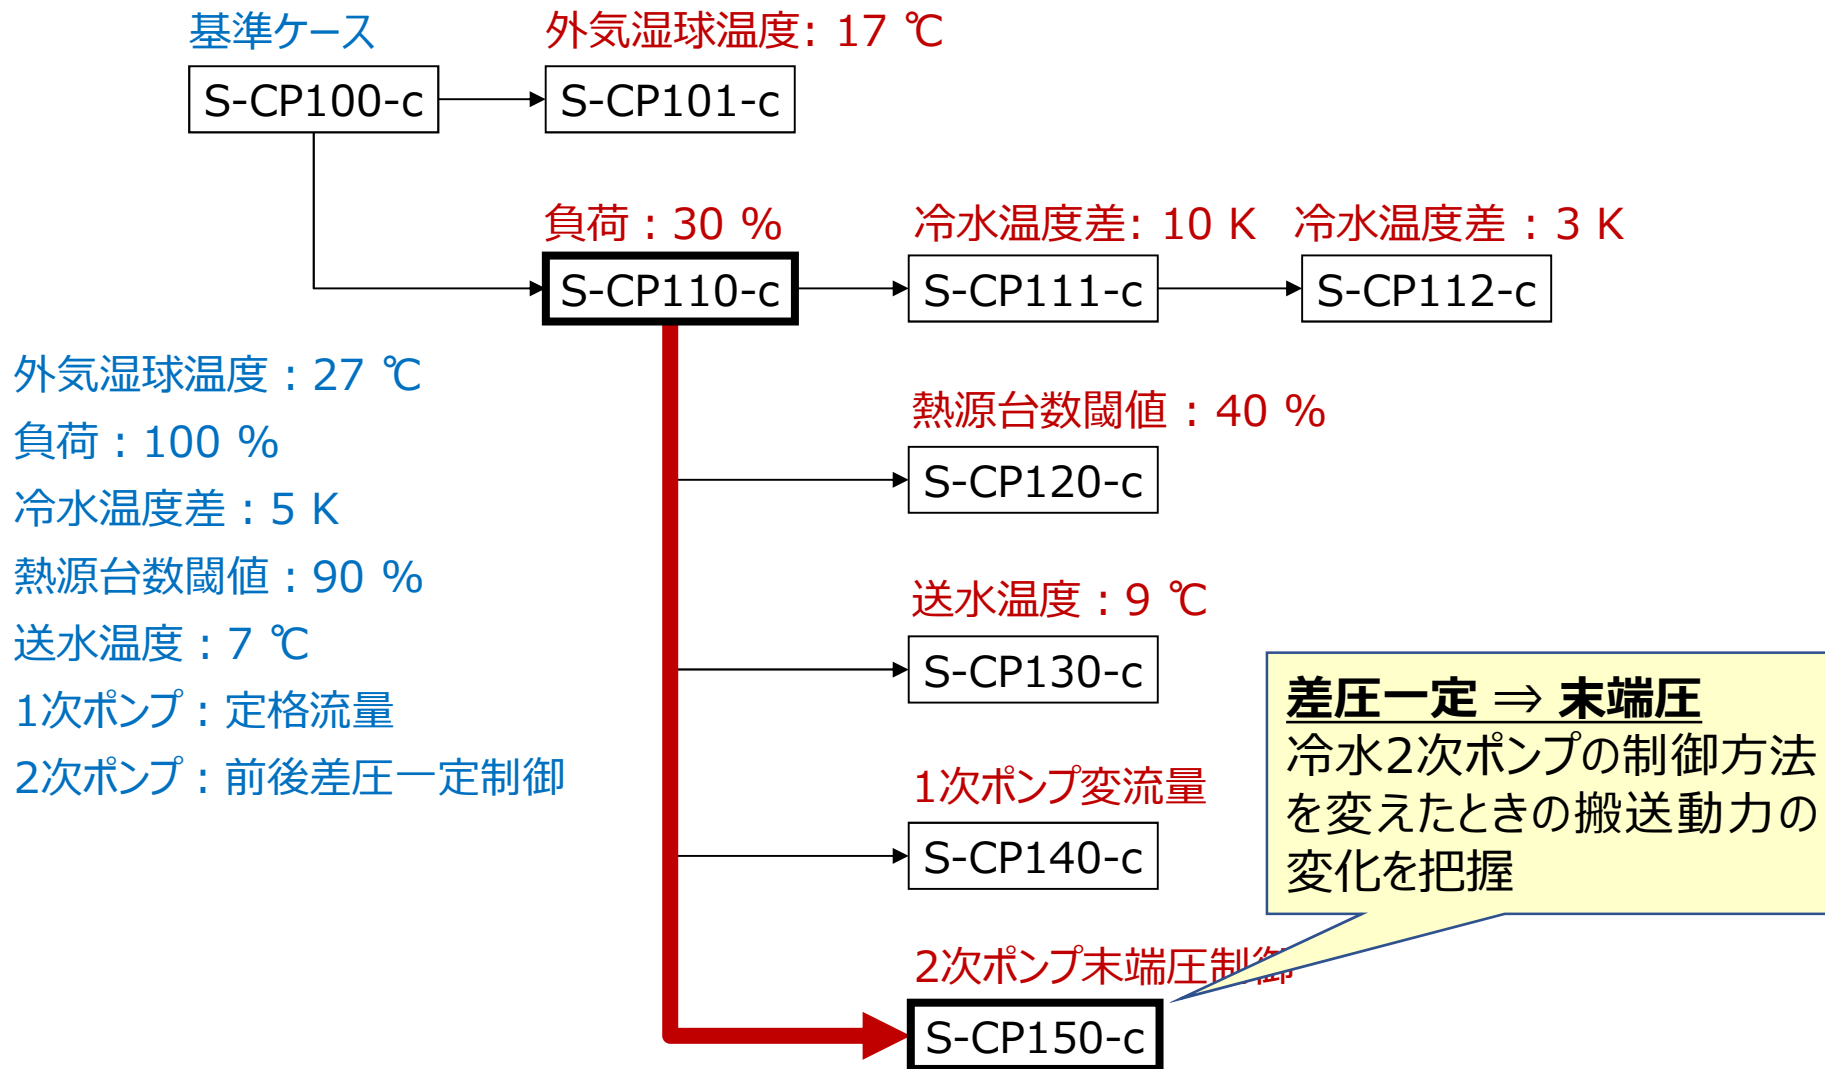 基準ケース
外気湿球温度: 17 ℃
S-CP100-c
S-CP101-c
負荷：30 %
冷水温度差: 10 K
冷水温度差：3 K
S-CP110-c
S-CP111-c
S-CP112-c
外気湿球温度：27 ℃
負荷：100 %
冷水温度差：5 K
熱源台数閾値：90 %
送水温度：7 ℃
1次ポンプ：定格流量
2次ポンプ：前後差圧一定制御
熱源台数閾値：40 %
S-CP120-c
送水温度：9 ℃
S-CP130-c
1次ポンプ変流量
S-CP140-c
2次ポンプ末端圧制御
S-CP150-c
差圧一定 ⇒ 末端圧
冷水2次ポンプの制御方法
を変えたときの搬送動力の
変化を把握